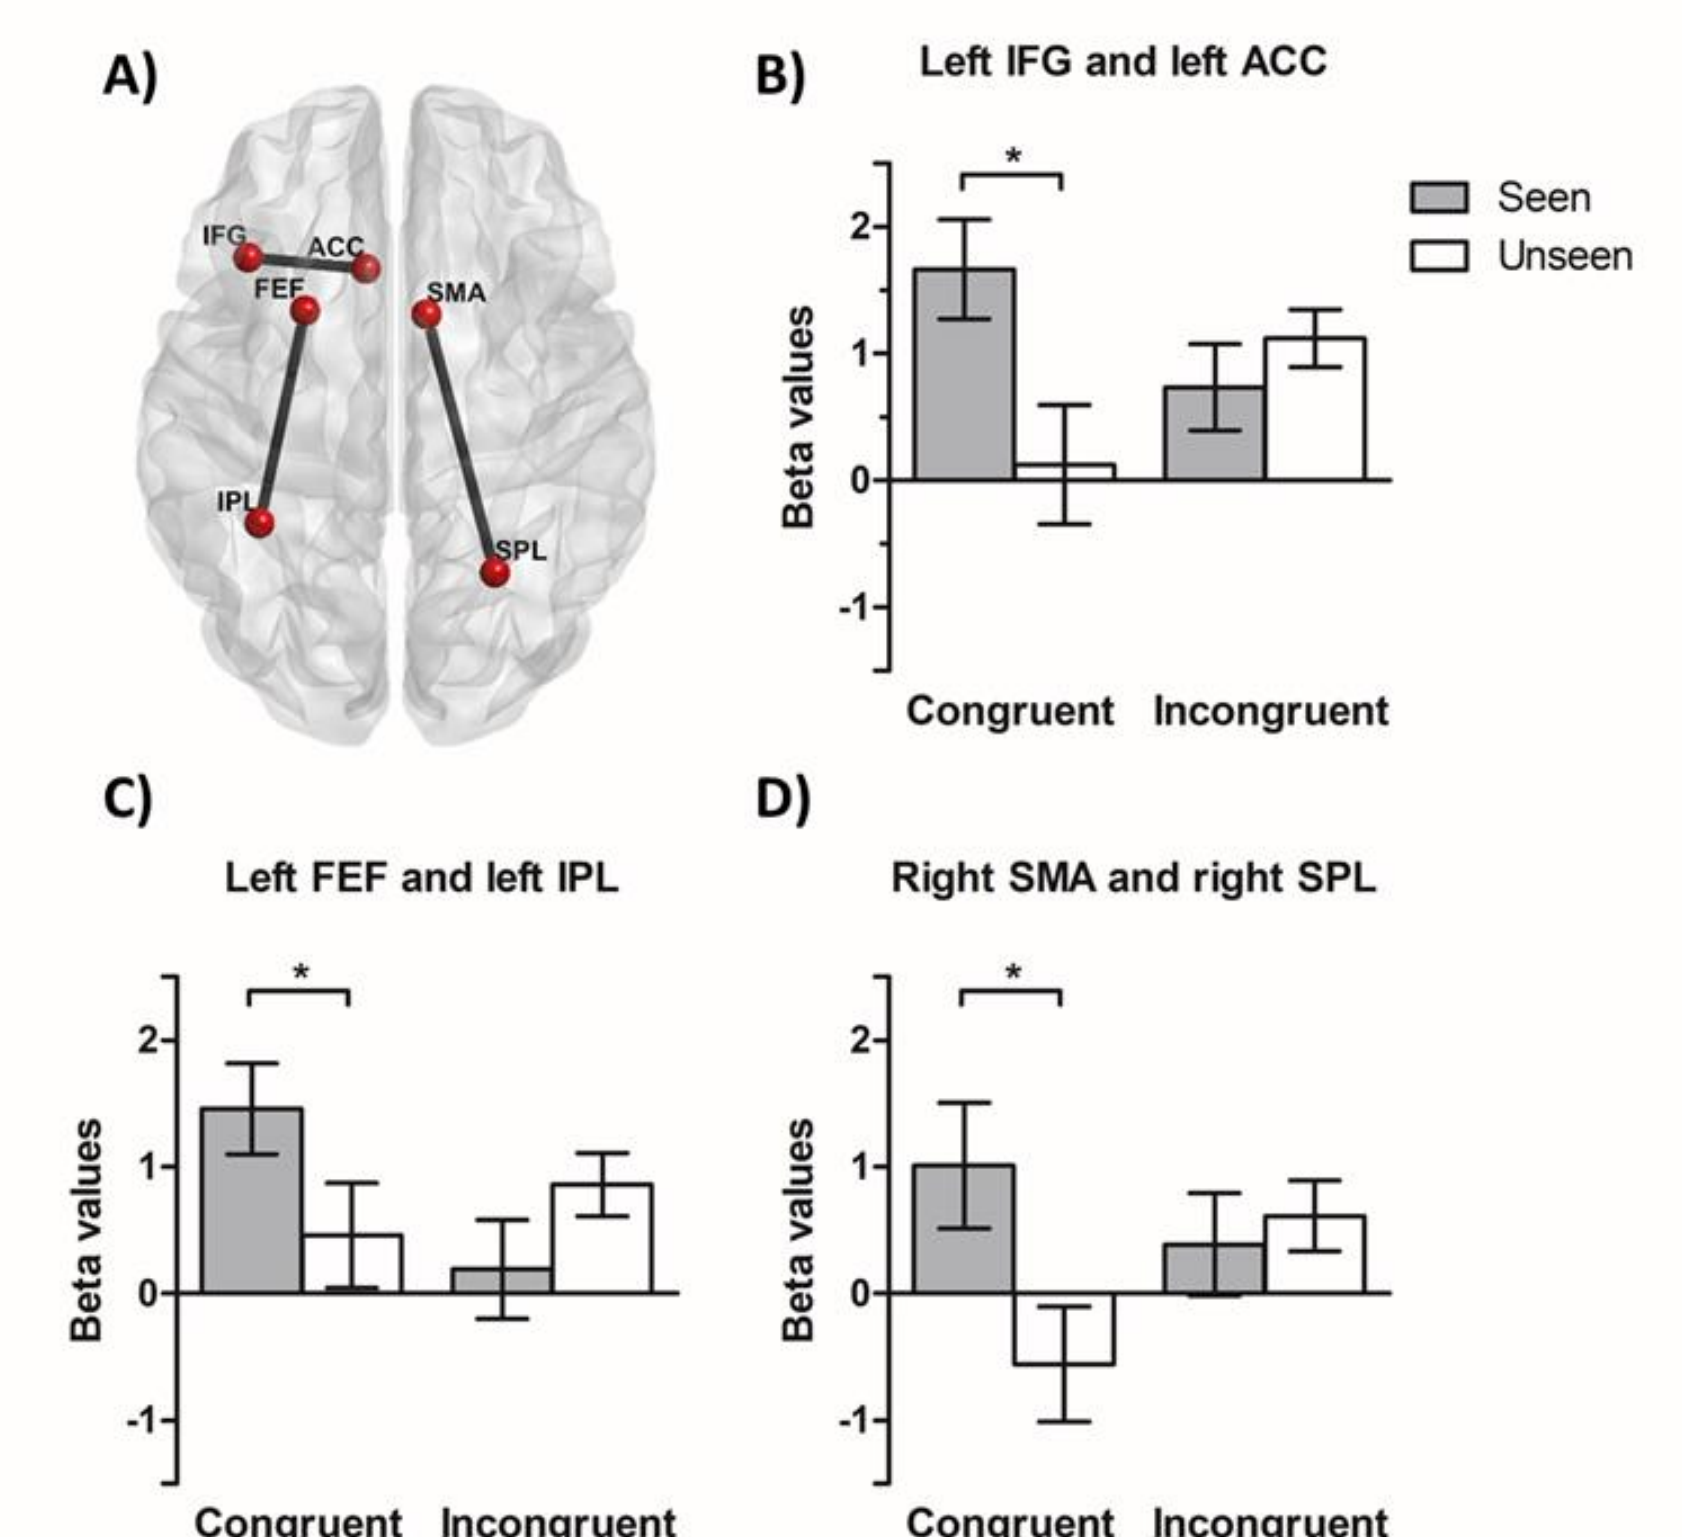 A)
IFG
ACC
FEF
SMA
IPL
SPL
B)
Left IFG and left ACC
*
Seen
Unseen
2
1
0
-1
Beta values
Congruent Incongruent
C)
Left FEF and left IPL
*
2
1
0
-1
Beta values
Congruent Incongruent
D)
Right SMA and right SPL
*
2
1
0
-1
Beta values
Congruent Incongruent